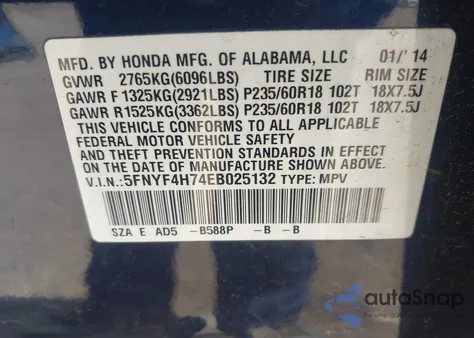 MFD. BY HONDA MFG. OF ALABAMA, LLC 01/'14
GVWR 2765KG(6096LBS) TIRE SIZE RIM SIZE
GAWR F1325KG(2921LBS) P235/60R18 102T 18X7.5J
GAWR R1525KG(3362LBS) P235/60R18 102T 18X7.5J
THIS VEHICLE CONFORMS TO ALL APPLICABLE
FEDERAL MOTOR VEHICLE SAFETY, BUMPER,
AND THEFT PREVENTION STANDARDS IN EFFECT
ON THE DATE OF MANUFACTURE SHOWN ABOVE.
V.I.N.:5FNYF4H74EB025132 TYPE: MPV
SZA E AD5 -B588P -B -B
autoSnap